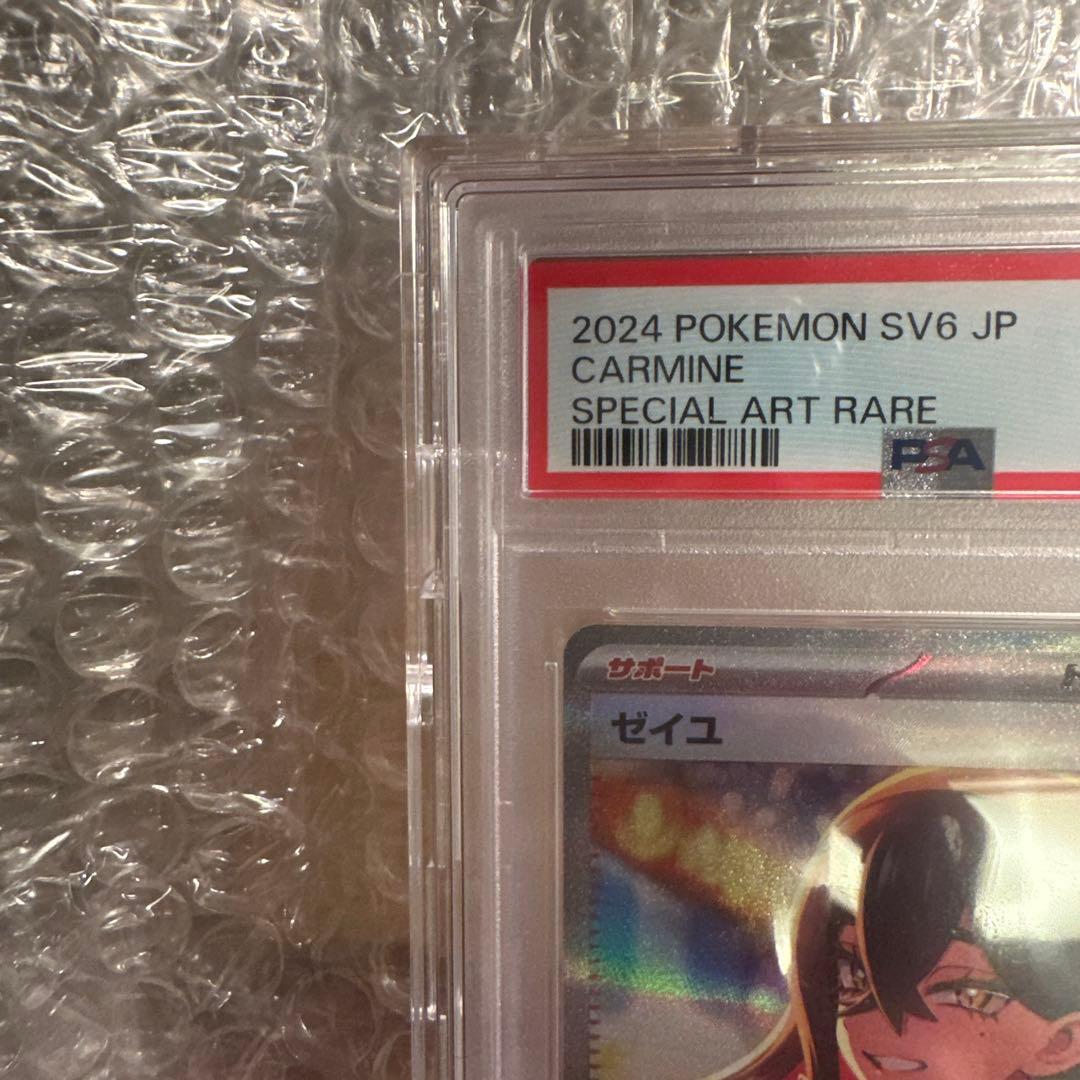 2024 POKEMON SV6 JP
CARMINE
SPECIAL ART RARE
PSA
サポート
ゼイユ